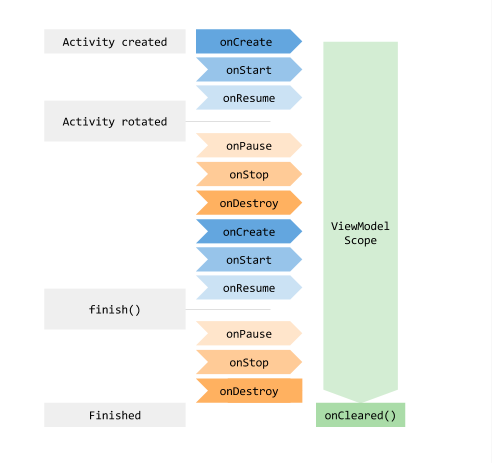 Activity created
onCreate
onStart
onResume
Activity rotated
onPause
onStop
onDestroy
onCreate
ViewModel
Scope
onStart
onResume
finish()
onPause
onStop
onDestroy
Finished
onCleared()